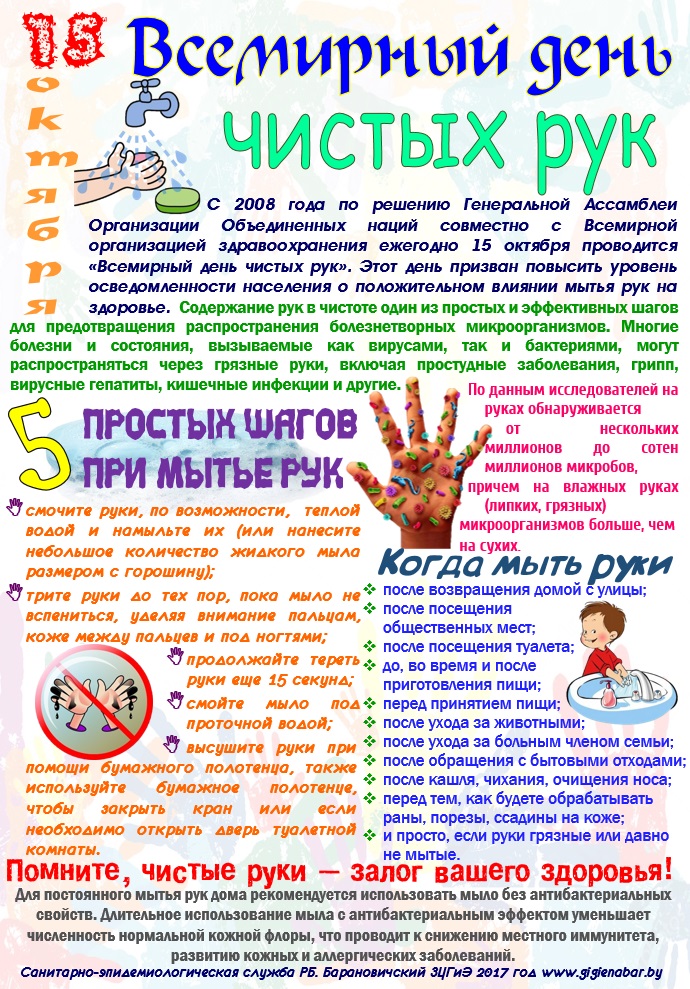 15
октября
Всемирный день
чистых рук
С 2008 года по решению Генеральной Ассамблеи
Организации Объединенных наций совместно с Всемирной
организацией здравоохранения ежегодно 15 октября проводится
«Всемирный день чистых рук». Этот день призван повысить уровень
осведомленности населения о положительном влиянии мытья рук на
здоровье. Содержание рук в чистоте один из простых и эффективных шагов
для предотвращения распространения болезнетворных микроорганизмов. Многие
болезни и состояния, вызываемые как вирусами, так и бактериями, могут
распространяться через грязные руки, включая простудные заболевания, грипп,
вирусные гепатиты, кишечные инфекции и другие.
5 ПРОСТЫХ ШАГОВ
ПРИ МЫТЬЕ РУК
смочите руки, по возможности, теплой
водой и намыльте их (или нанесите
небольшое количество жидкого мыла
размером с горошину);
трите руки до тех пор, пока мыло не
вспениться, уделяя внимание пальцам,
коже между пальцев и под ногтями;
продолжайте тереть
руки еще 15 секунд;
смойте мыло под
проточной водой;
высушите руки при
помощи бумажного полотенца, также
используйте бумажное полотенце,
чтобы закрыть кран или если
необходимо открыть дверь туалетной
комнаты.
По данным исследователей на
руках обнаруживается
от нескольких
миллионов до сотен
миллионов микробов,
причем на влажных руках
(липких, грязных)
микроорганизмов больше, чем
на сухих.
Когда мыть руки
❖ после возвращения домой с улицы;
❖ после посещения
общественных мест;
❖ после посещения туалета;
❖ до, во время и после
приготовления пищи;
❖ перед принятием пищи;
❖ после ухода за животными;
❖ после ухода за больным членом семьи;
❖ после обращения с бытовыми отходами;
❖ после кашля, чихания, очищения носа;
❖ перед тем, как будете обрабатывать
раны, порезы, ссадины на коже;
❖ и просто, если руки грязные или давно
не мытые.
Помните, чистые руки – залог вашего здоровья!
Для постоянного мытья рук дома рекомендуется использовать мыло без антибактериальных
свойств. Длительное использование мыла с антибактериальным эффектом уменьшает
численность нормальной кожной флоры, что проводит к снижению местного иммунитета,
развитию кожных и аллергических заболеваний.
Санитарно-эпидемиологическая служба РБ. Барановичский ЗЦГиЭ 2017 год www.gigienabar.by